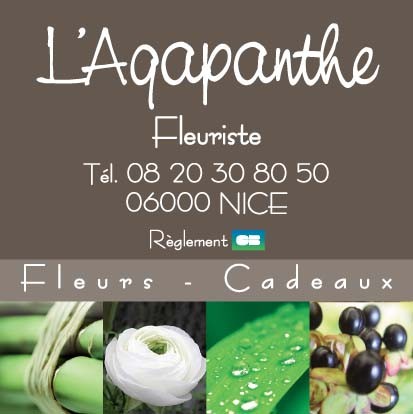 L'Agapanthe
Fleuriste
Tél. 08 20 30 80 50
06000 NICE
Règlement CB
Fleurs - Cadeaux